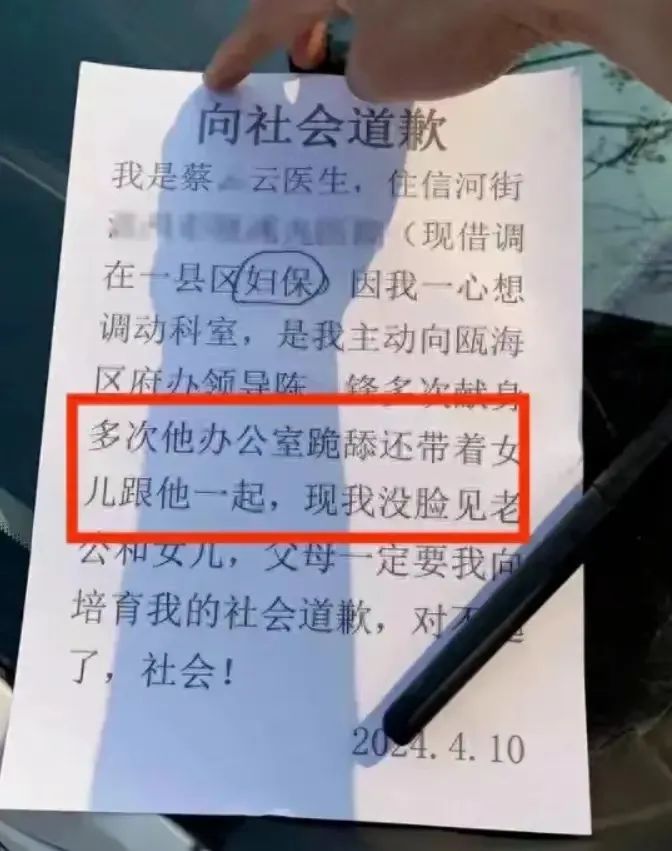 向社会道歉
我是蔡 云医生，住信河街
（现借调
在一县区妇保）因我一心想
调动科室，是我主动向瓯海
区府办领导陈 锋多次献身
多次他办公室跪舔还带着女
儿跟他一起，现我没脸见老
公和女儿，父母一定要我向
培育我的社会道歉，对不
了，社会！
2024.4.10